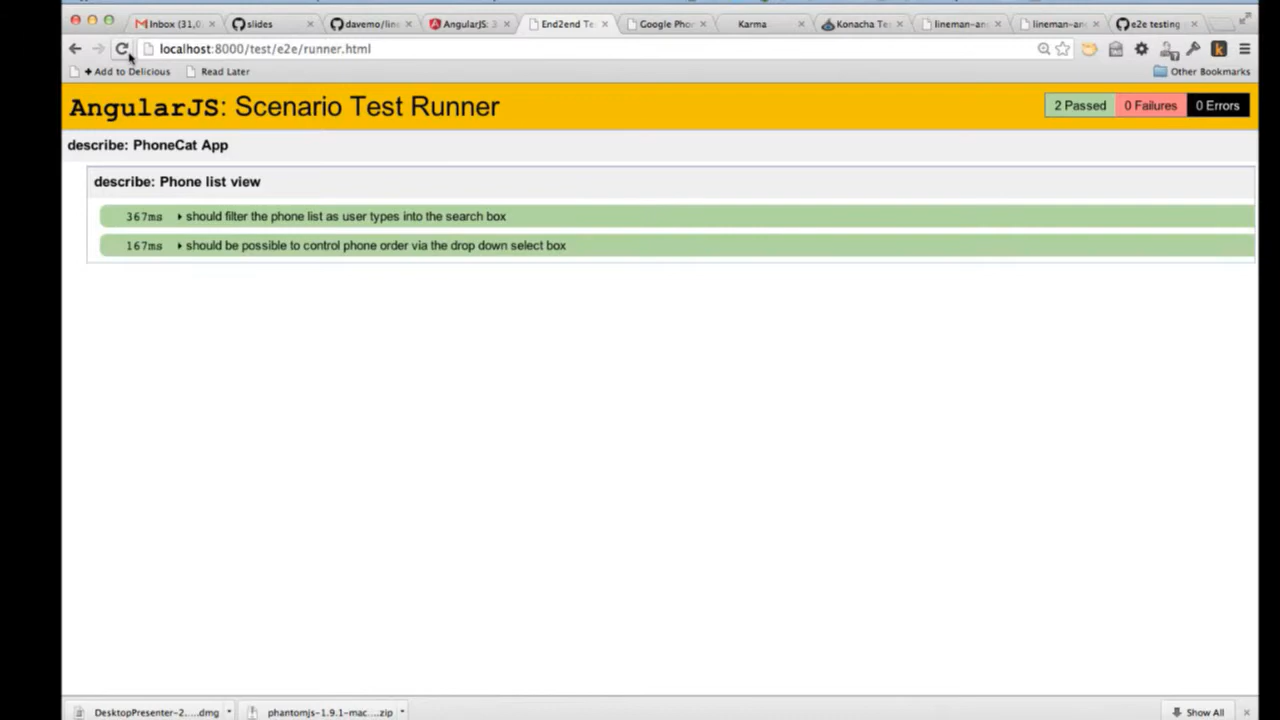 Inbox (31,0
slides
davemo/line
AngularJS: 3
End2end Te
Google Pho
Karma
Konacha Te
lineman-an
lineman-an
e2e testing
localhost:8000/test/e2e/runner.html
Add to Delicious
Read Later
Other Bookmarks
AngularJS: Scenario Test Runner
2 Passed
0 Failures
0 Errors
describe: PhoneCat App
describe: Phone list view
367ms should filter the phone list as user types into the search box
167ms should be possible to control phone order via the drop down select box
DesktopPresenter-2....dmg
phantomjs-1.9.1-mac....zip
Show All